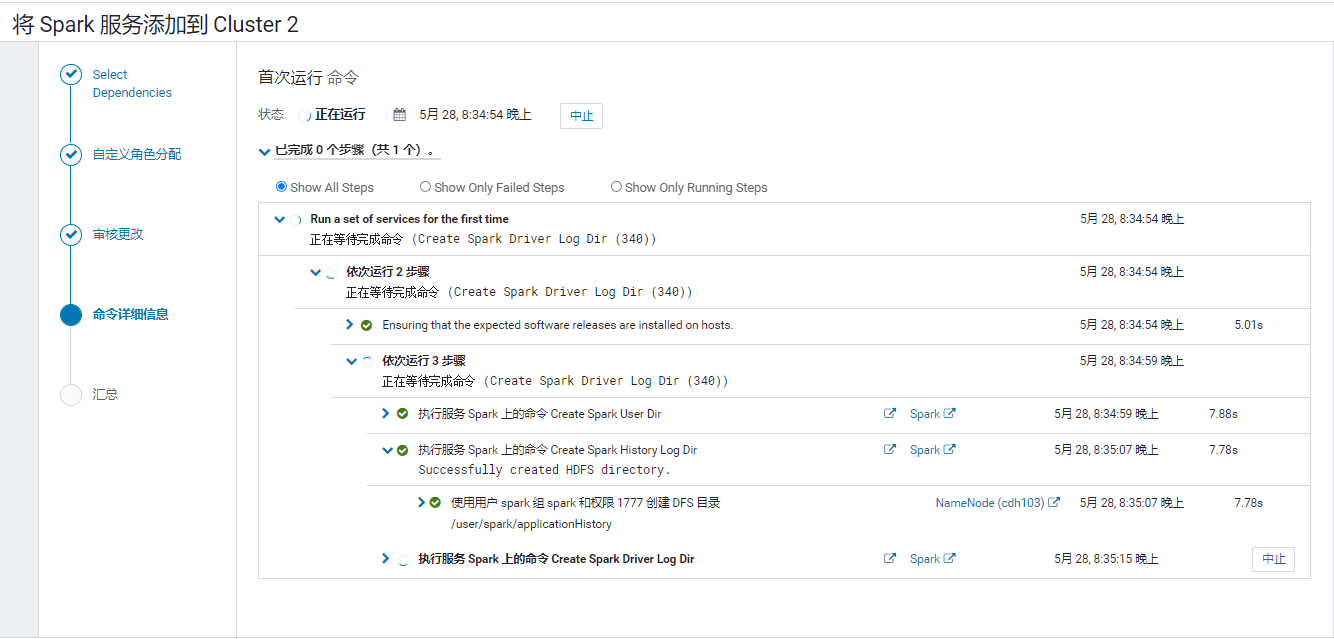 将 Spark 服务添加到 Cluster 2
Select
Dependencies
自定义角色分配
审核更改
命令详细信息
汇总
首次运行 命令
状态 正在运行 5月 28, 8:34:54 晚上 中止
已完成 0 个步骤（共 1 个）。
Show All Steps Show Only Failed Steps Show Only Running Steps
Run a set of services for the first time 5月 28, 8:34:54 晚上
正在等待完成命令 (Create Spark Driver Log Dir (340))
依次运行 2 步骤 5月 28, 8:34:54 晚上
正在等待完成命令 (Create Spark Driver Log Dir (340))
Ensuring that the expected software releases are installed on hosts. 5月 28, 8:34:54 晚上 5.01s
依次运行 3 步骤 5月 28, 8:34:59 晚上
正在等待完成命令 (Create Spark Driver Log Dir (340))
执行服务 Spark 上的命令 Create Spark User Dir Spark 5月 28, 8:34:59 晚上 7.88s
执行服务 Spark 上的命令 Create Spark History Log Dir Spark 5月 28, 8:35:07 晚上 7.78s
Successfully created HDFS directory.
使用用户 spark 组 spark 和权限 1777 创建 DFS 目录 NameNode (cdh103) 5月 28, 8:35:07 晚上 7.78s
/user/spark/applicationHistory
执行服务 Spark 上的命令 Create Spark Driver Log Dir Spark 5月 28, 8:35:15 晚上 中止